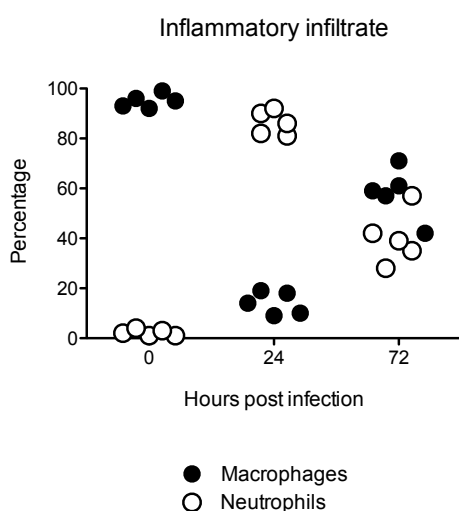 Inflammatory infiltrate
100
80
60
40
20
0
Percentage
0 24 72
Hours post infection
Macrophages
Neutrophils